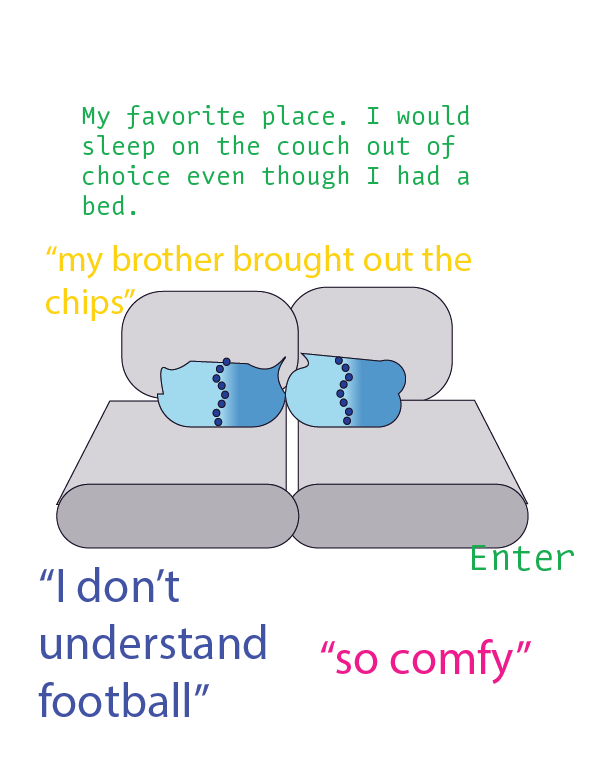 My favorite place. I would
sleep on the couch out of
choice even though I had a
bed.
“my brother brought out the
chips”
Enter
“I don’t
understand
football”
“so comfy”